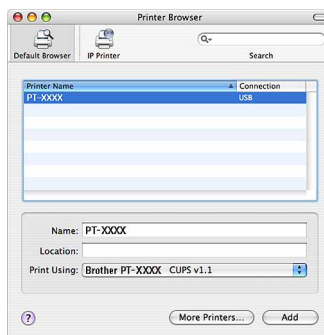 Printer Browser
Default Browser
IP Printer
Search
Printer Name Connection
PT-XXXX USB
Name: PT-XXXX
Location:
Print Using: Brother PT-XXXX CUPS v1.1
? More Printers... Add